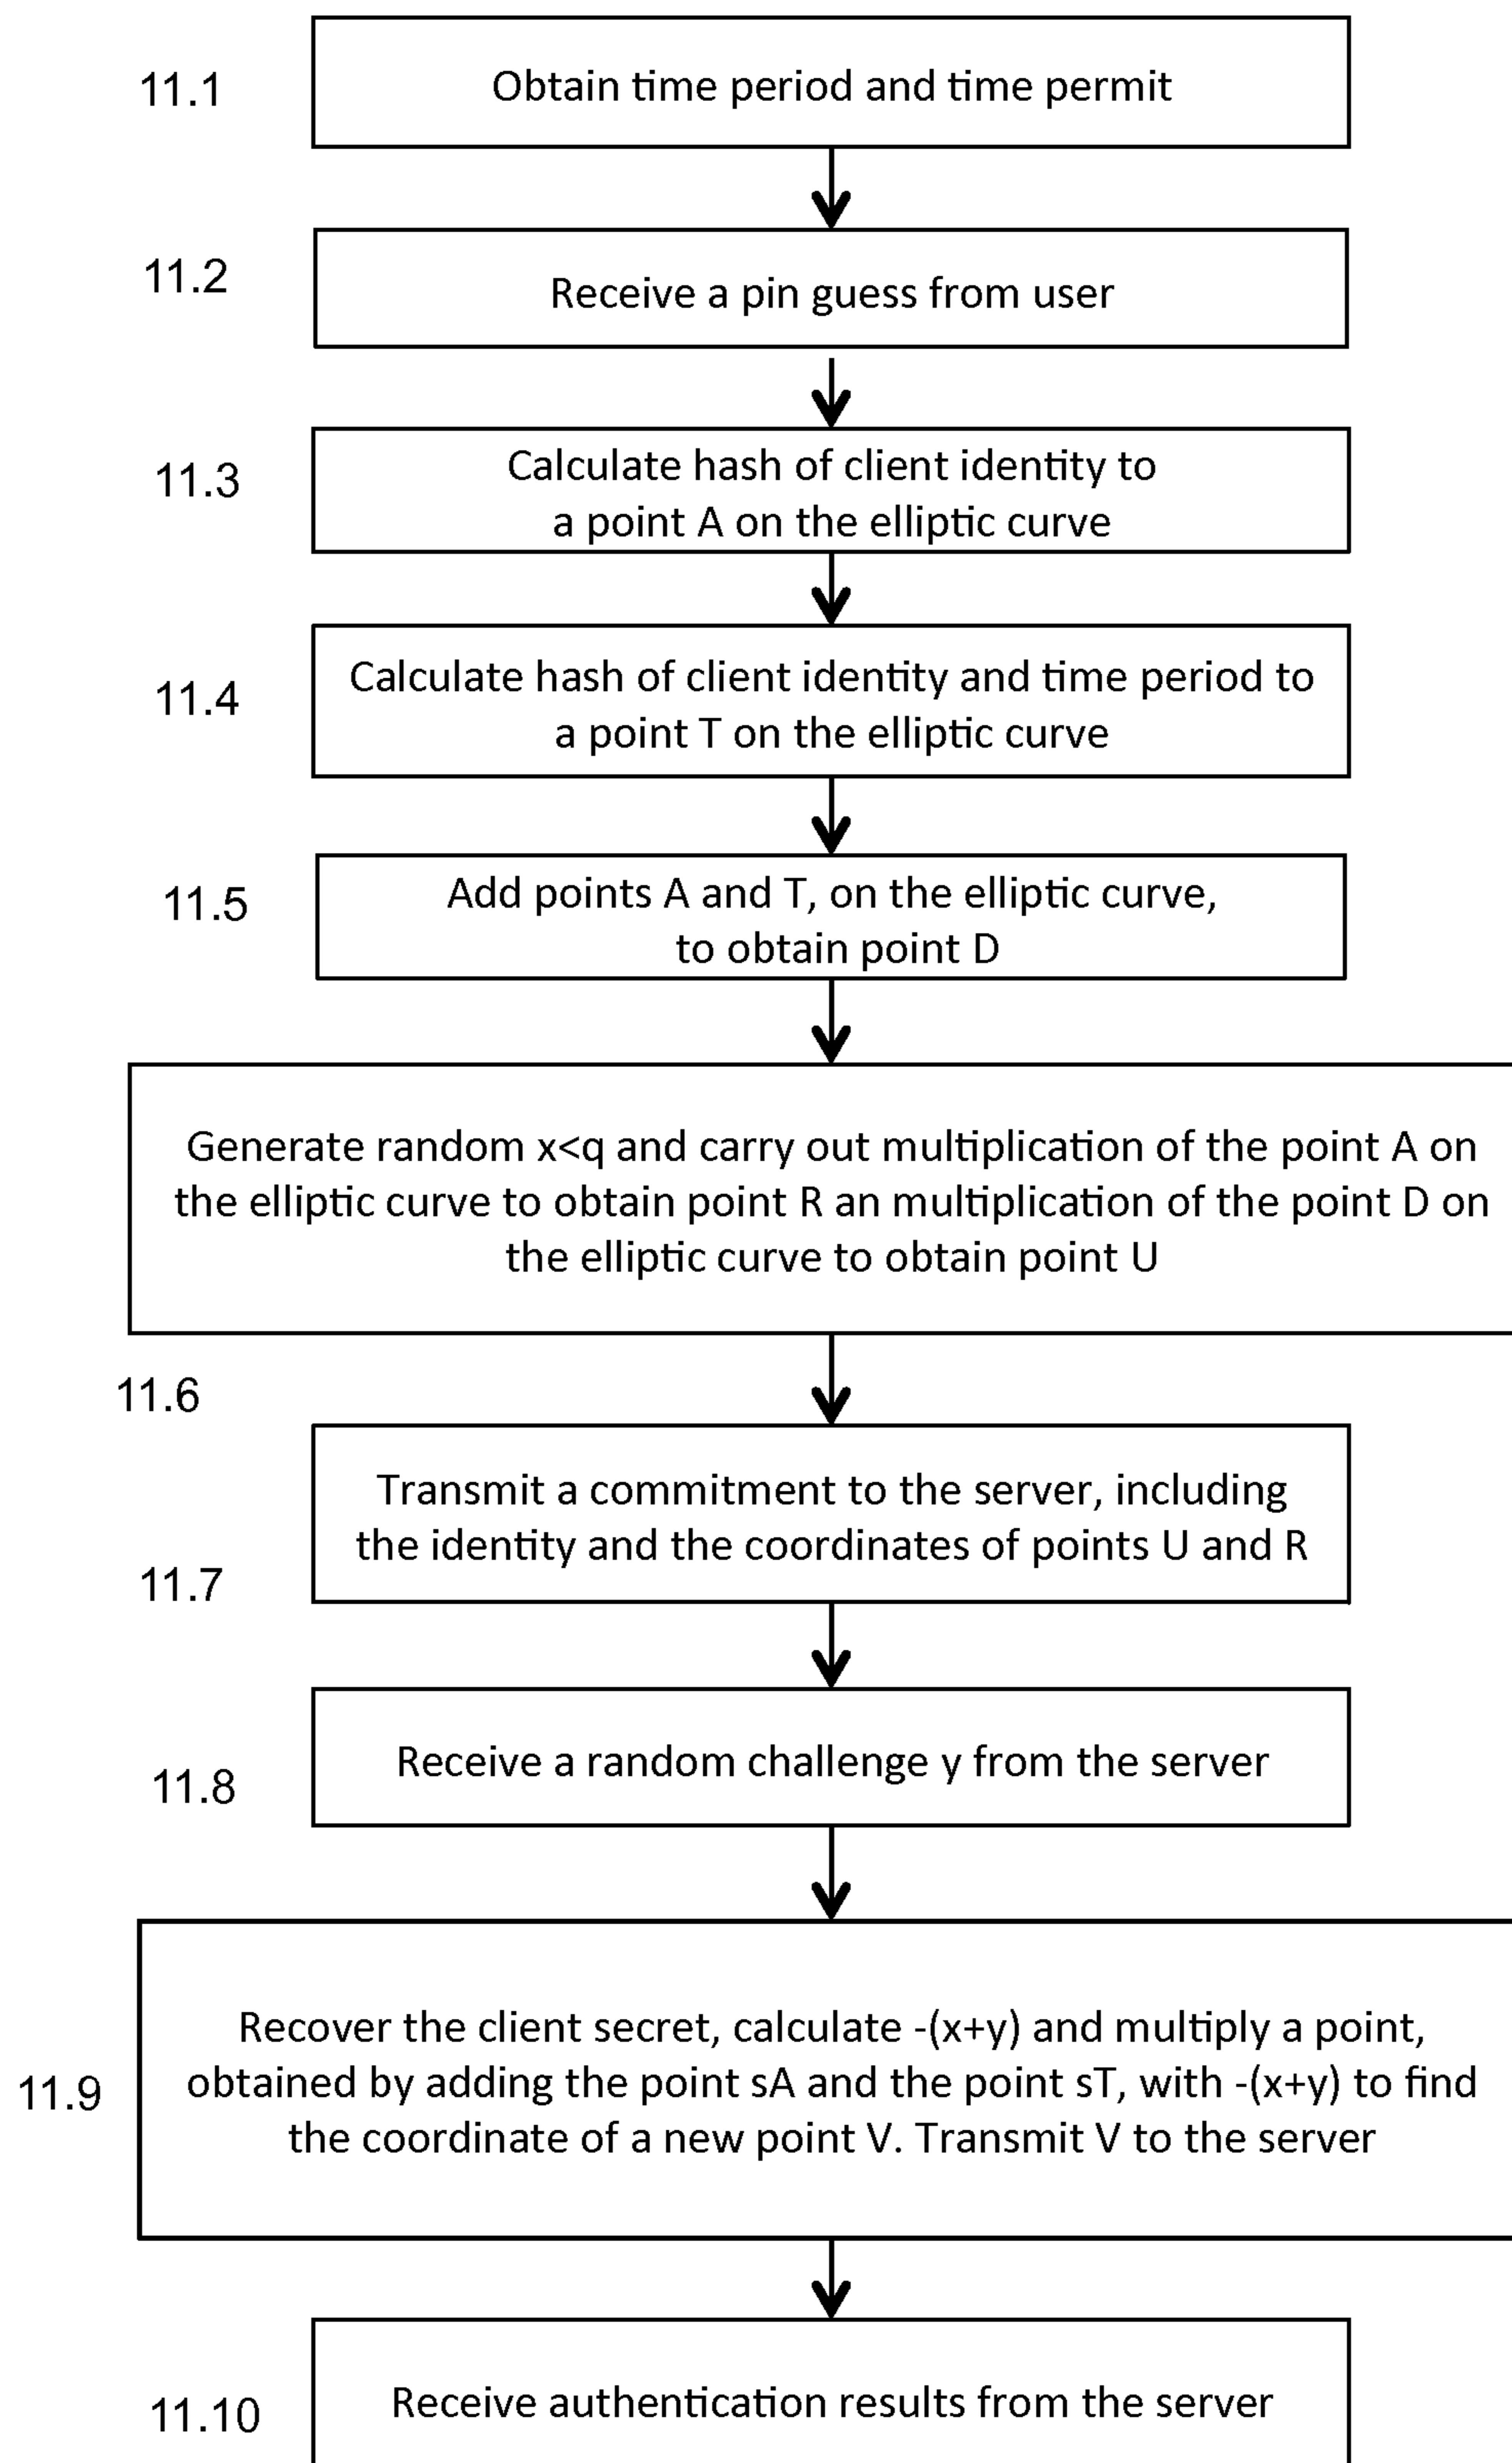 11.1
Obtain time period and time permit
11.2
Receive a pin guess from user
11.3
Calculate hash of client identity to
a point A on the elliptic curve
11.4
Calculate hash of client identity and time period to
a point T on the elliptic curve
11.5
Add points A and T, on the elliptic curve,
to obtain point D
Generate random x<q and carry out multiplication of the point A on
the elliptic curve to obtain point R an multiplication of the point D on
the elliptic curve to obtain point U
11.6
Transmit a commitment to the server, including
the identity and the coordinates of points U and R
11.7
Receive a random challenge y from the server
11.8
Recover the client secret, calculate -(x+y) and multiply a point,
obtained by adding the point sA and the point sT, with -(x+y) to find
the coordinate of a new point V. Transmit V to the server
11.9
Receive authentication results from the server
11.10